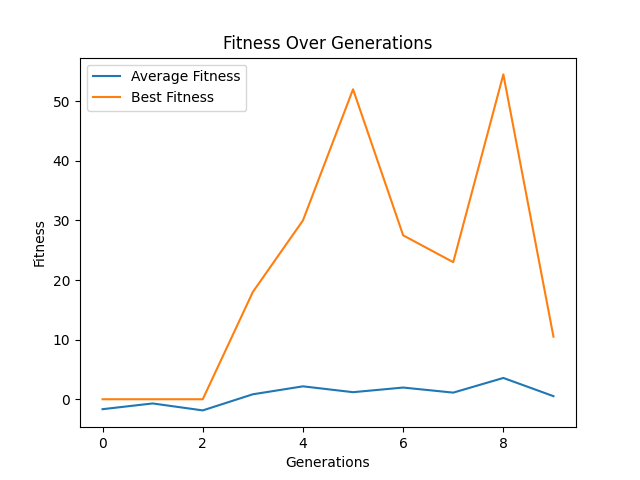 Fitness Over Generations
Average Fitness
Best Fitness
50
40
30
20
10
0
Fitness
0 2 4 6 8
Generations